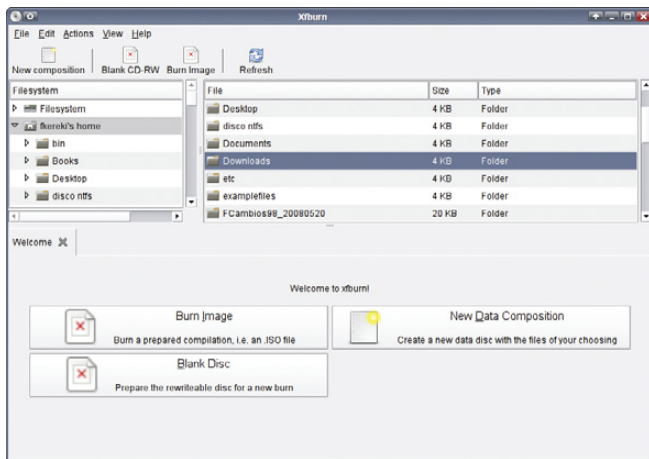 Xfburn
File Edit Actions View Help
New composition Blank CD-RW Burn Image Refresh
Filesystem
Filesystem
fkereki's home
bin
Books
Desktop
disco ntfs
File Size Type
Desktop 4 KB Folder
disco ntfs 4 KB Folder
Documents 4 KB Folder
Downloads 4 KB Folder
etc 4 KB Folder
examplefiles 4 KB Folder
FCambios98_20080520 20 KB Folder
Welcome
Welcome to xfburn!
Burn Image
Burn a prepared compilation, i.e. an .ISO file
New Data Composition
Create a new data disc with the files of your choosing
Blank Disc
Prepare the rewriteable disc for a new burn